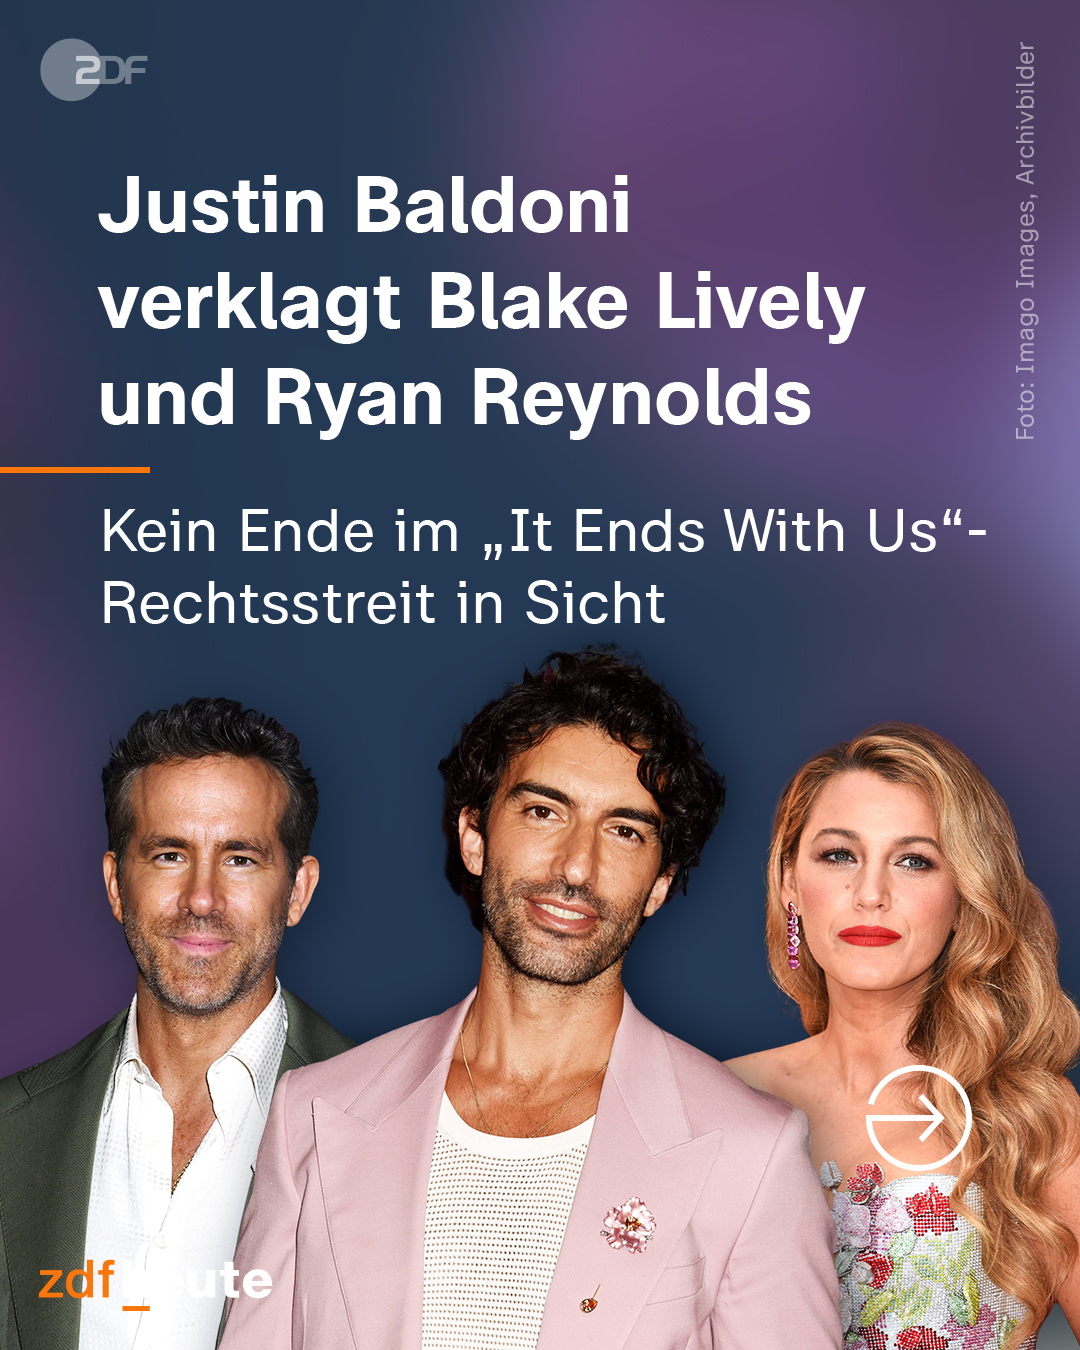 ZDF
Foto: Imago Images, Archivbilder
Justin Baldoni
verklagt Blake Lively
und Ryan Reynolds
Kein Ende im „It Ends With Us“-
Rechtsstreit in Sicht
zdfheute